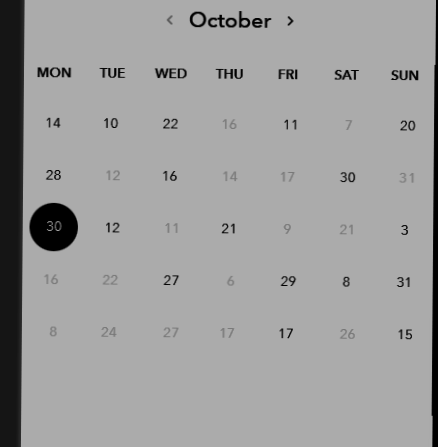 ‹ October ›
MON TUE WED THU FRI SAT SUN
14 10 22 16 11 7 20
28 12 16 14 17 30 31
30 12 11 21 9 21 3
16 22 27 6 29 8 31
8 24 27 17 17 26 15